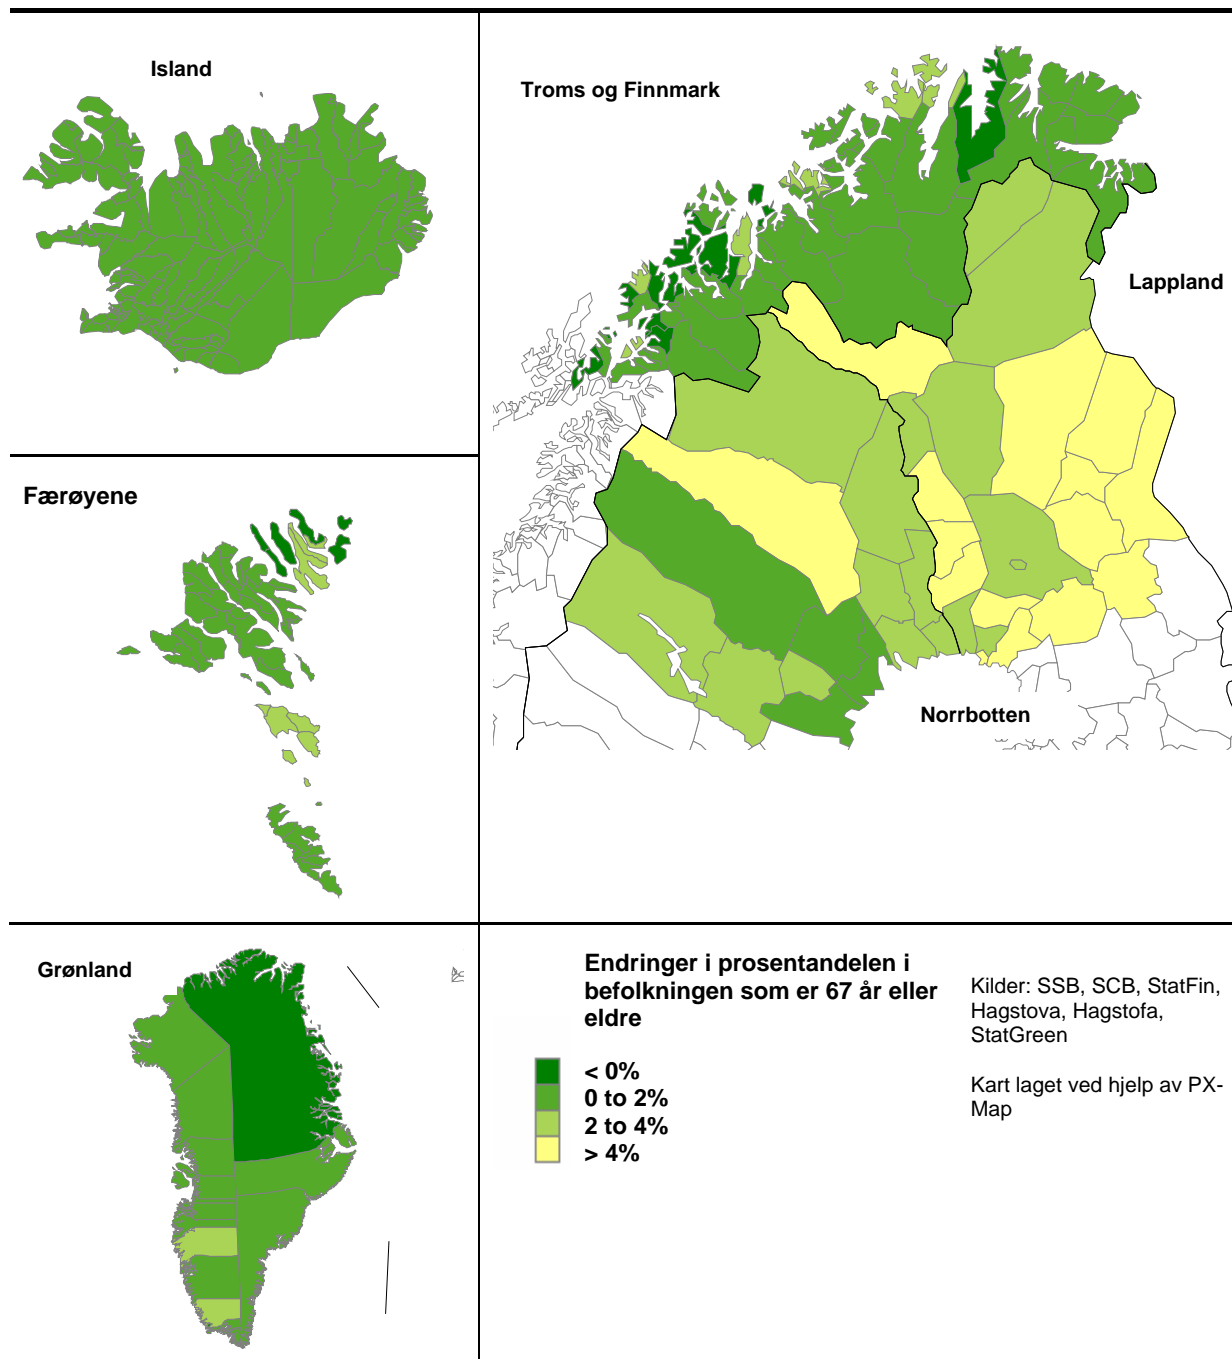 Island
Troms og Finnmark
Lappland
Færøyene
Norrbotten
Grønland
Endringer i prosentandelen i
befolkningen som er 67 år eller
eldre
< 0%
0 to 2%
2 to 4%
> 4%
Kilder: SSB, SCB, StatFin,
Hagstova, Hagstofa,
StatGreen
Kart laget ved hjelp av PX-
Map